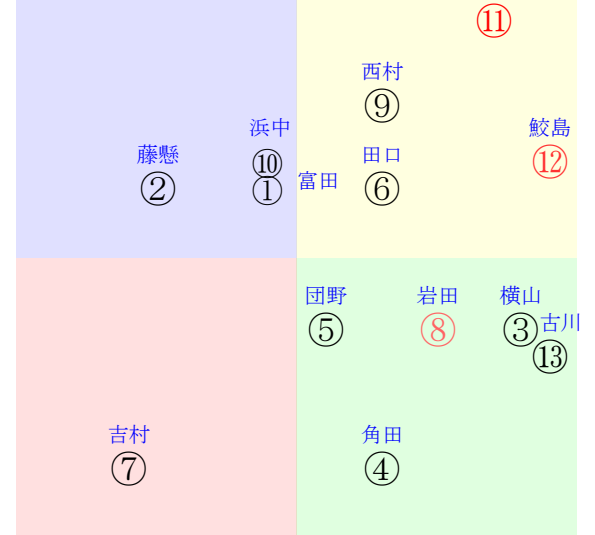 ⑪
西村
⑨
浜中
鮫島
藤懸
田口
⑩
⑫
富田
②
①
⑥
団野
岩田
横山
⑤
⑧
③
古川
⑬
吉村
角田
⑦
④